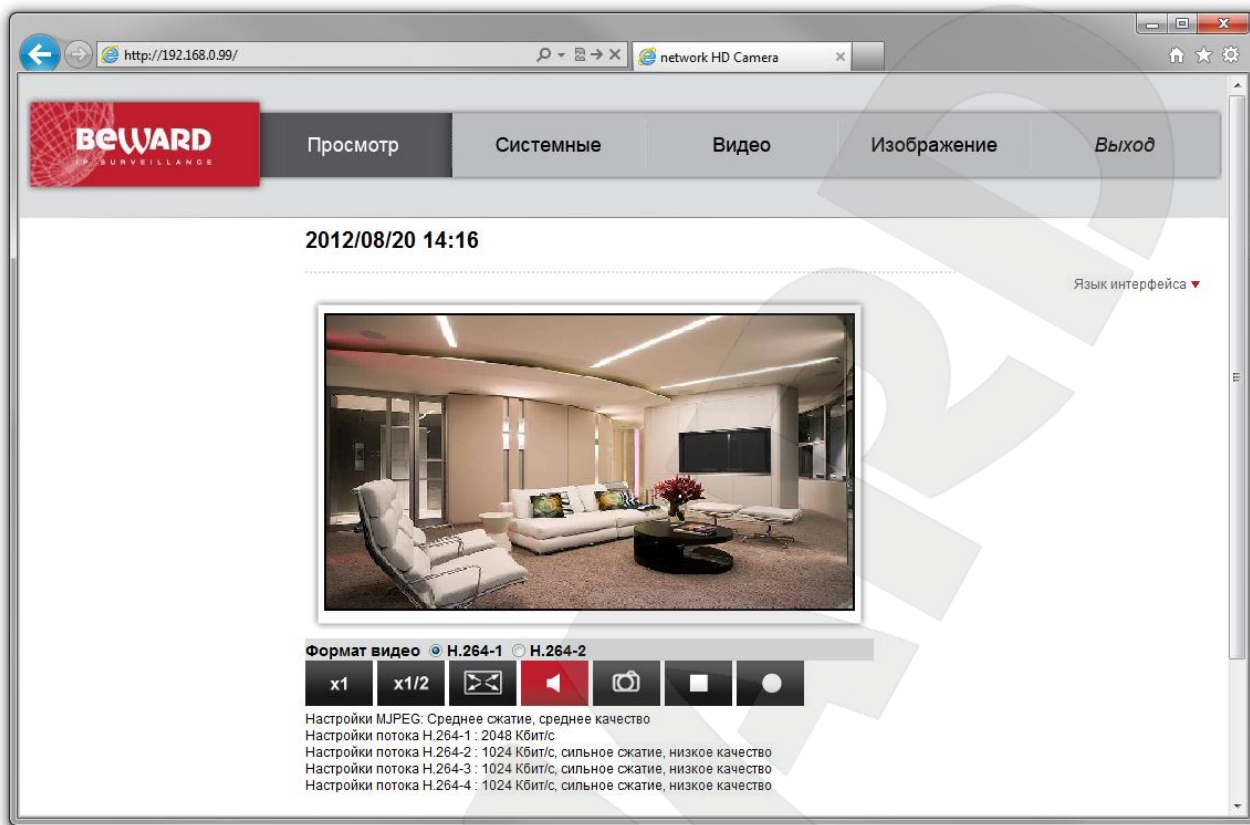 http://192.168.0.99/
network HD Camera
BEWARD
IP SURVEILLANCE
Просмотр
Системные
Видео
Изображение
Выход
2012/08/20 14:16
Язык интерфейса
Формат видео H.264-1 H.264-2
x1 x1/2
Настройки MJPEG: Среднее сжатие, среднее качество
Настройки потока H.264-1 : 2048 Кбит/с
Настройки потока H.264-2 : 1024 Кбит/с, сильное сжатие, низкое качество
Настройки потока H.264-3 : 1024 Кбит/с, сильное сжатие, низкое качество
Настройки потока H.264-4 : 1024 Кбит/с, сильное сжатие, низкое качество